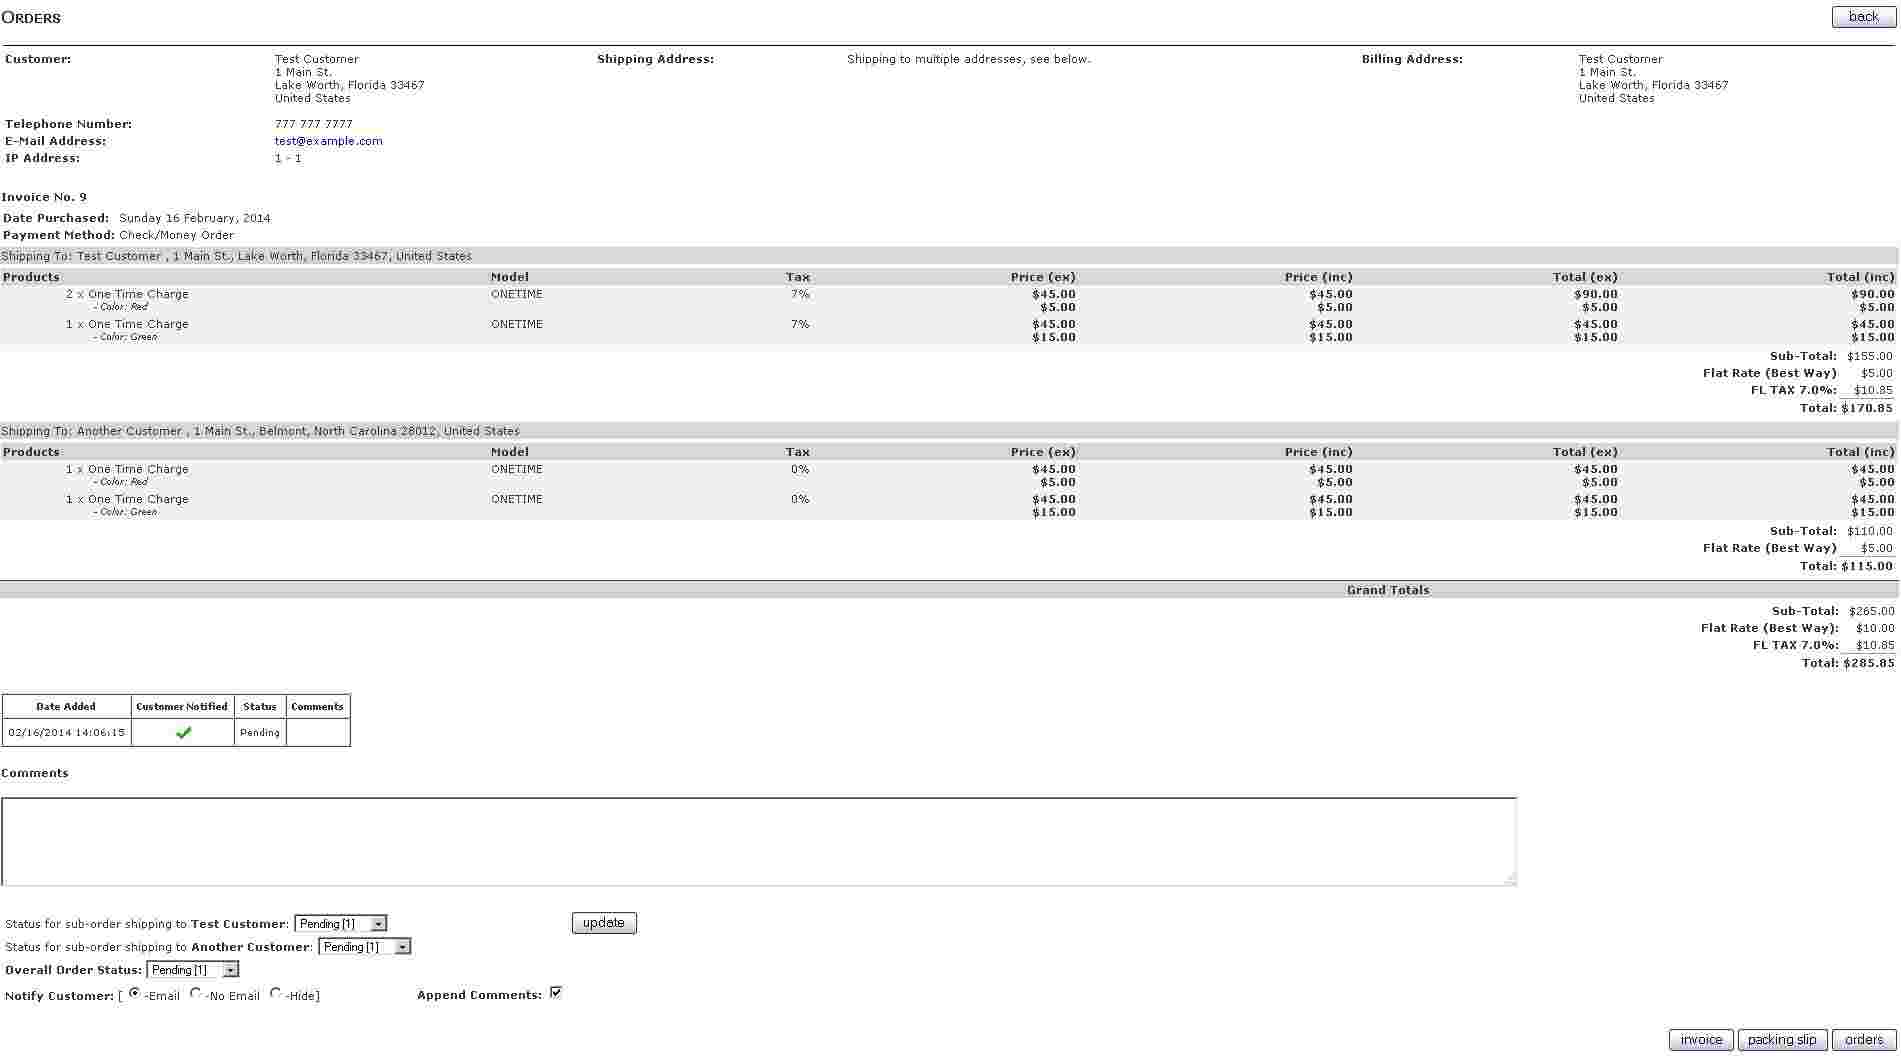 ORDERS
back
Customer: Test Customer Shipping Address: Shipping to multiple addresses, see below. Billing Address: Test Customer
1 Main St. 1 Main St.
Lake Worth, Florida 33467 Lake Worth, Florida 33467
United States United States
Telephone Number: 777 777 7777
E-Mail Address: test@example.com
IP Address: 1 - 1
Invoice No. 9
Date Purchased: Sunday 16 February, 2014
Payment Method: Check/Money Order
Shipping To: Test Customer , 1 Main St., Lake Worth, Florida 33467, United States
Products Model Tax Price (ex) Price (inc) Total (ex) Total (inc)
2 x One Time Charge ONETIME 7% $45.00 $45.00 $90.00 $90.00
- Color: Red $5.00 $5.00 $5.00 $5.00
1 x One Time Charge ONETIME 7% $45.00 $45.00 $45.00 $45.00
- Color: Green $15.00 $15.00 $15.00 $15.00
Sub-Total: $155.00
Flat Rate (Best Way) $5.00
FL TAX 7.0%: $10.85
Total: $170.85
Shipping To: Another Customer , 1 Main St., Belmont, North Carolina 28012, United States
Products Model Tax Price (ex) Price (inc) Total (ex) Total (inc)
1 x One Time Charge ONETIME 0% $45.00 $45.00 $45.00 $45.00
- Color: Red $5.00 $5.00 $5.00 $5.00
1 x One Time Charge ONETIME 0% $45.00 $45.00 $45.00 $45.00
- Color: Green $15.00 $15.00 $15.00 $15.00
Sub-Total: $110.00
Flat Rate (Best Way) $5.00
Total: $115.00
Grand Totals
Sub-Total: $265.00
Flat Rate (Best Way): $10.00
FL TAX 7.0%: $10.85
Total: $285.85
Date Added Customer Notified Status Comments
02/16/2014 14:06:15 Pending
Comments
Status for sub-order shipping to Test Customer: Pending [1] update
Status for sub-order shipping to Another Customer: Pending [1]
Overall Order Status: Pending [1]
Notify Customer: [ -Email -No Email -Hide] Append Comments:
invoice packing slip orders